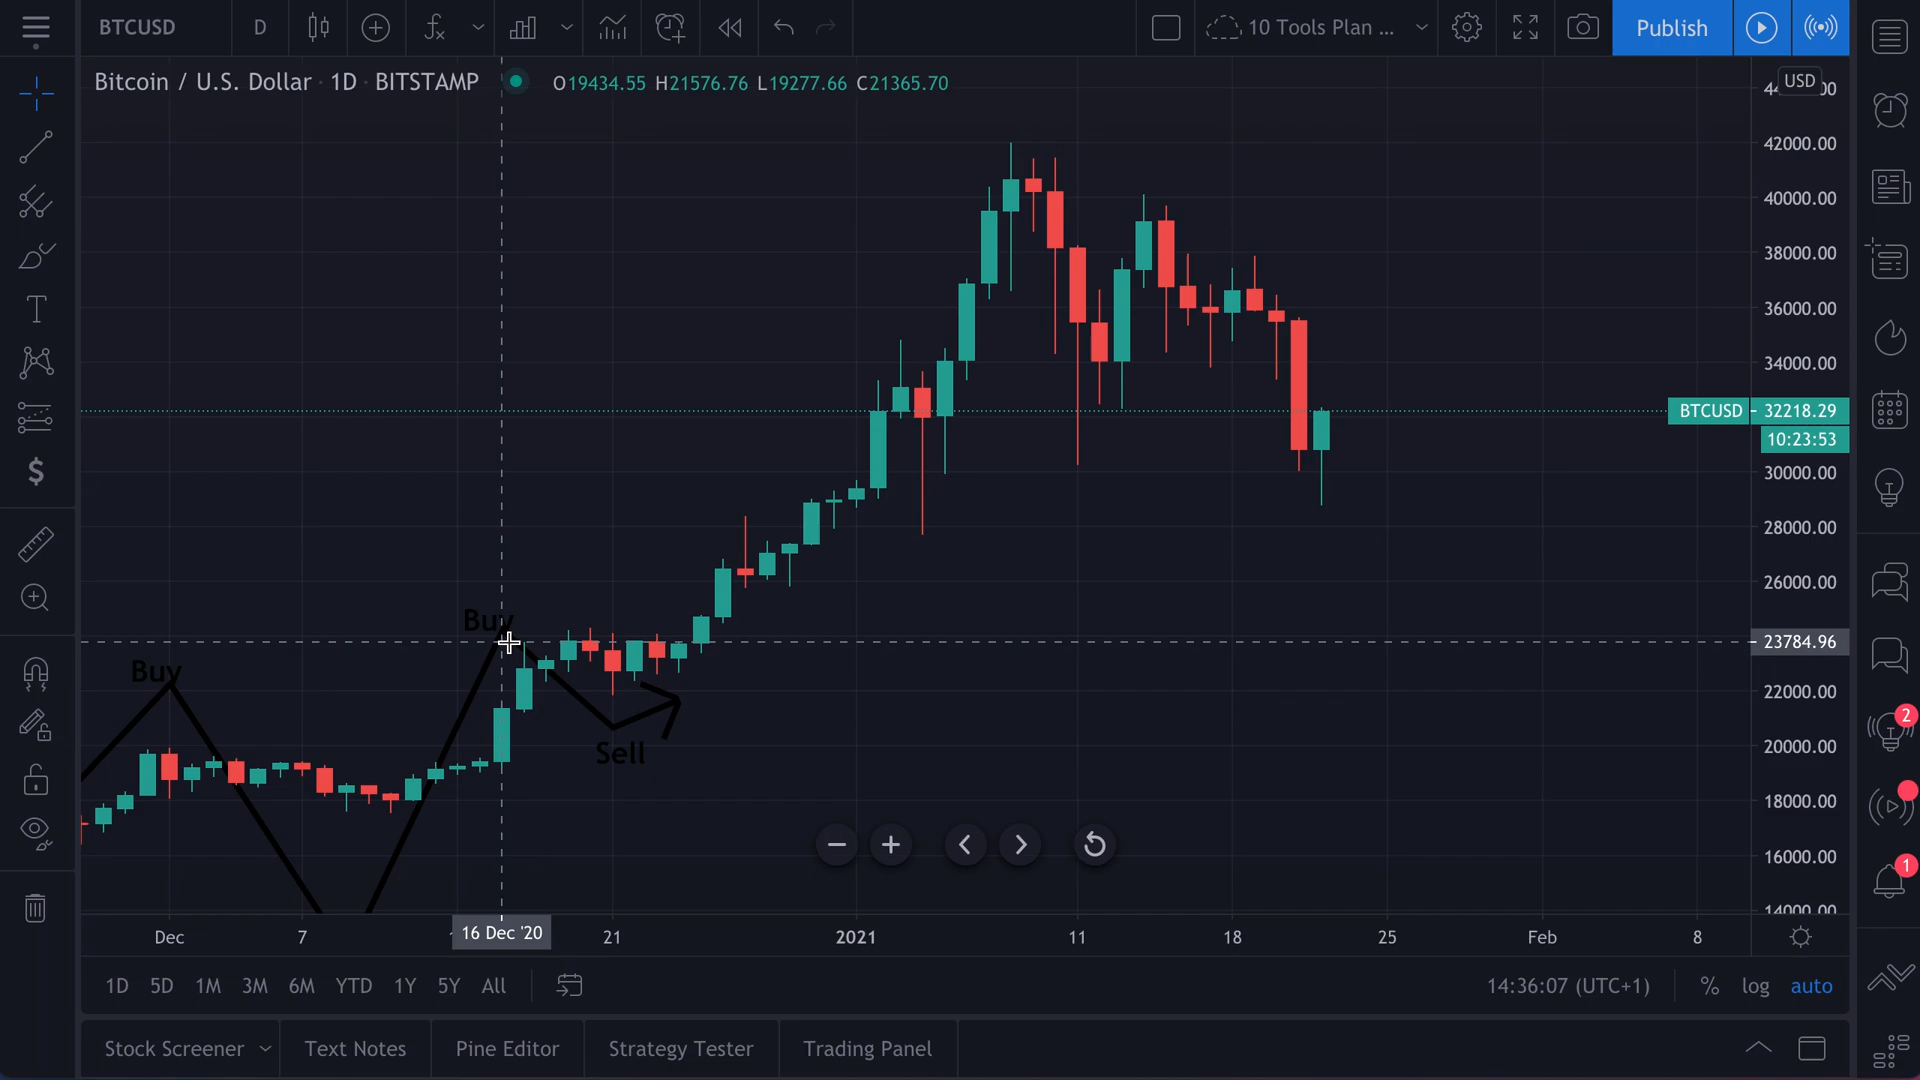 BTCUSD D 10 Tools Plan ... Publish
Bitcoin / U.S. Dollar · 1D · BITSTAMP O19434.55 H21576.76 L19277.66 C21365.70
USD
42000.00
40000.00
38000.00
36000.00
34000.00
BTCUSD 32218.29
10:23:53
30000.00
28000.00
26000.00
Buy
23784.96
Buy
22000.00
Sell
20000.00
18000.00
16000.00
14000.00
Dec 7 16 Dec '20 21 2021 11 18 25 Feb 8
1D 5D 1M 3M 6M YTD 1Y 5Y All 14:36:07 (UTC+1) % log auto
Stock Screener Text Notes Pine Editor Strategy Tester Trading Panel
2
1